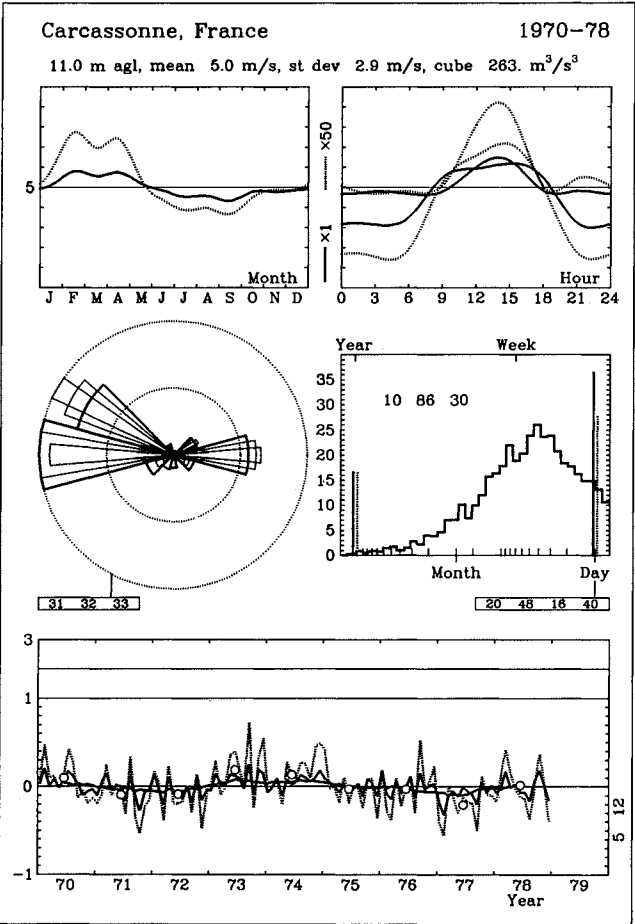 Carcassonne, France 1970-78
11.0 m agl, mean 5.0 m/s, st dev 2.9 m/s, cube 263. m³/s³
5
Month
J F M A M J J A S O N D
×1 ×50
Hour
0 3 6 9 12 15 18 21 24
31 32 33
Year Week
35
30
25
20
15
10
5
0
10 86 30
Month Day
20 48 16 40
3
1
0
-1
5 12
70 71 72 73 74 75 76 77 78 79
Year